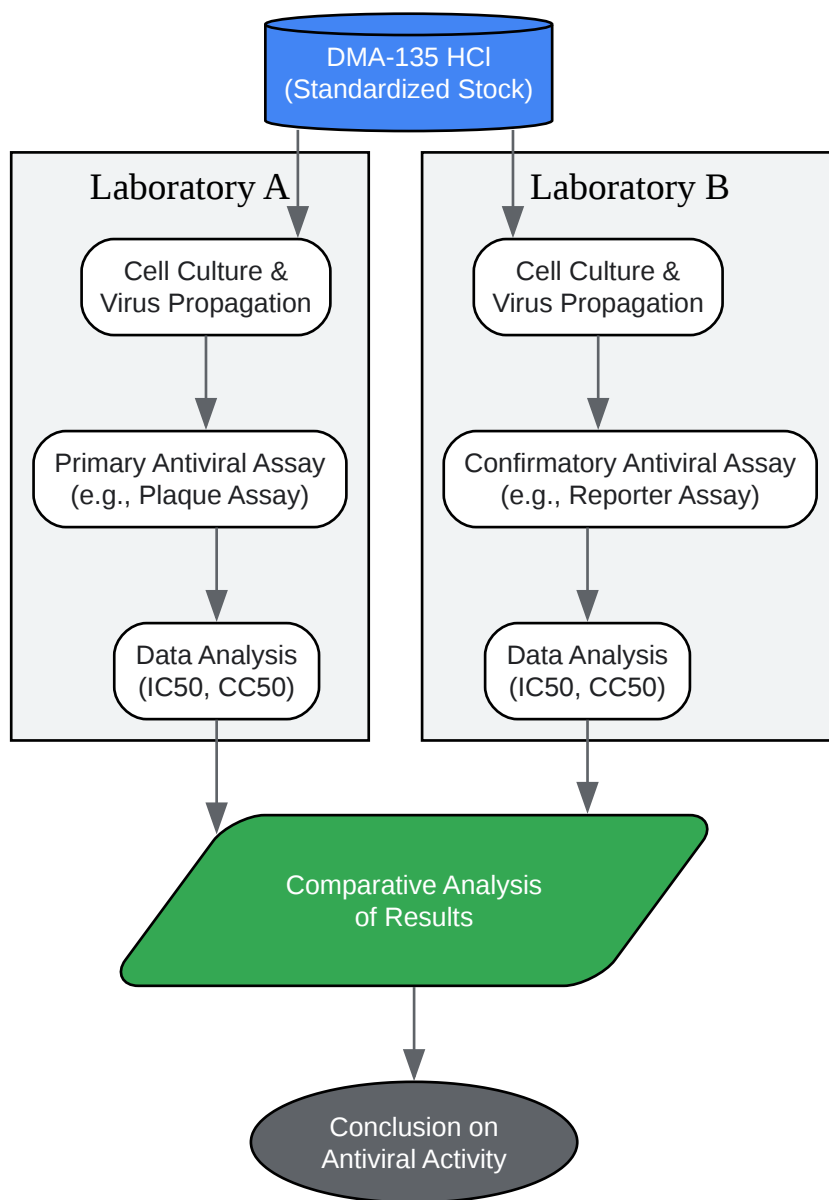 DMA-135 HCl
(Standardized Stock)
Laboratory A
Cell Culture &
Virus Propagation
Primary Antiviral Assay
(e.g., Plaque Assay)
Data Analysis
(IC50, CC50)
Laboratory B
Cell Culture &
Virus Propagation
Confirmatory Antiviral Assay
(e.g., Reporter Assay)
Data Analysis
(IC50, CC50)
Comparative Analysis
of Results
Conclusion on
Antiviral Activity